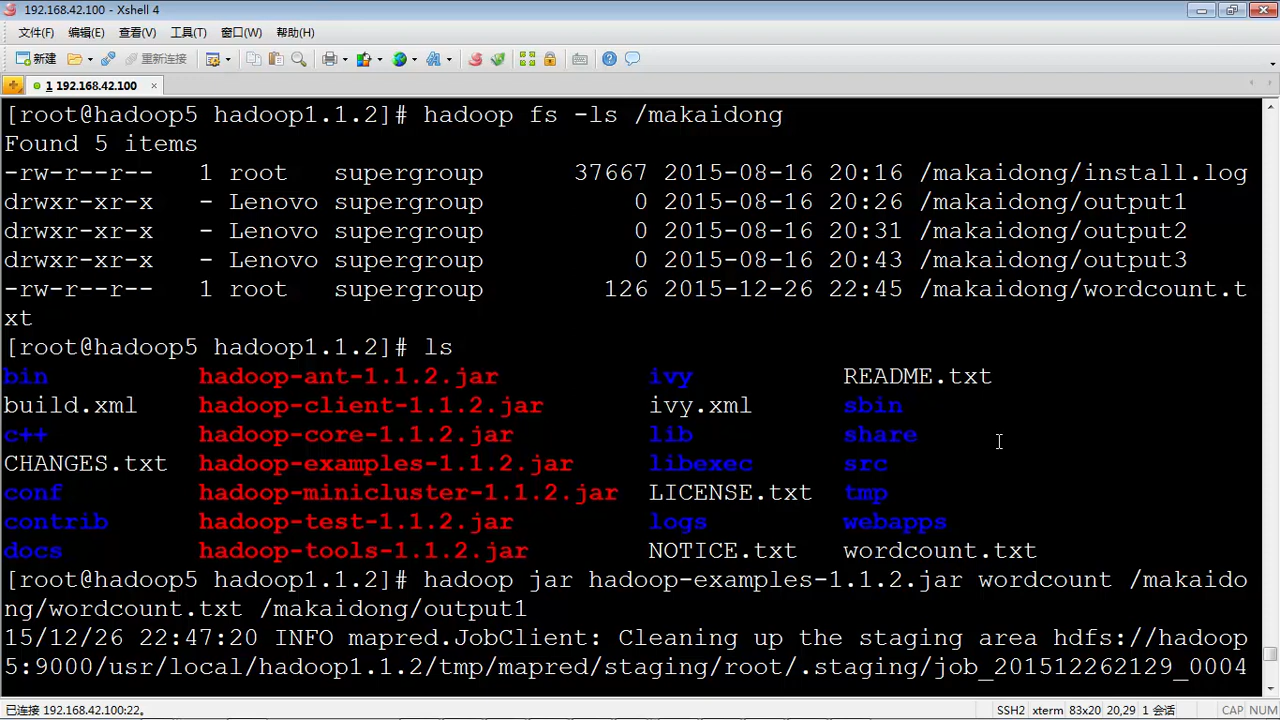 192.168.42.100 - Xshell 4
文件(F) 编辑(E) 查看(V) 工具(T) 窗口(W) 帮助(H)
新建 重新连接
1 192.168.42.100 ×
[root@hadoop5 hadoop1.1.2]# hadoop fs -ls /makaidong
Found 5 items
-rw-r--r-- 1 root supergroup 37667 2015-08-16 20:16 /makaidong/install.log
drwxr-xr-x - Lenovo supergroup 0 2015-08-16 20:26 /makaidong/output1
drwxr-xr-x - Lenovo supergroup 0 2015-08-16 20:31 /makaidong/output2
drwxr-xr-x - Lenovo supergroup 0 2015-08-16 20:43 /makaidong/output3
-rw-r--r-- 1 root supergroup 126 2015-12-26 22:45 /makaidong/wordcount.t
xt
[root@hadoop5 hadoop1.1.2]# ls
bin hadoop-ant-1.1.2.jar ivy README.txt
build.xml hadoop-client-1.1.2.jar ivy.xml sbin
c++ hadoop-core-1.1.2.jar lib share
CHANGES.txt hadoop-examples-1.1.2.jar libexec src
conf hadoop-minicluster-1.1.2.jar LICENSE.txt tmp
contrib hadoop-test-1.1.2.jar logs webapps
docs hadoop-tools-1.1.2.jar NOTICE.txt wordcount.txt
[root@hadoop5 hadoop1.1.2]# hadoop jar hadoop-examples-1.1.2.jar wordcount /makaido
ng/wordcount.txt /makaidong/output1
15/12/26 22:47:20 INFO mapred.JobClient: Cleaning up the staging area hdfs://hadoop
5:9000/usr/local/hadoop1.1.2/tmp/mapred/staging/root/.staging/job_201512262129_0004
已连接 192.168.42.100:22。 SSH2 xterm 83x20 20,29 1 会话 CAP NUM